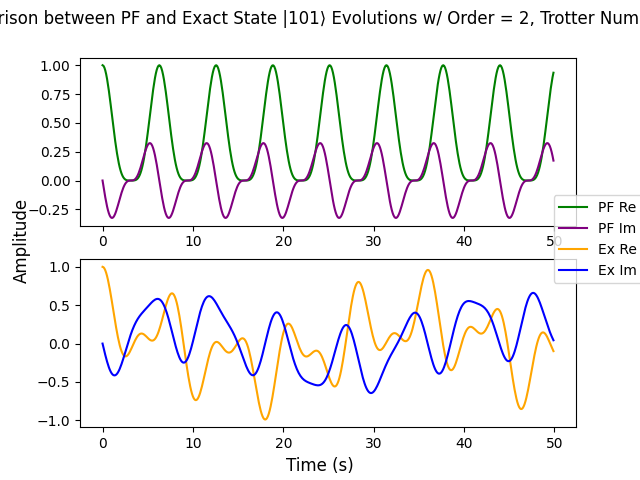 rison between PF and Exact State |101⟩ Evolutions w/ Order = 2, Trotter Num
1.00
0.75
0.50
0.25
0.00
−0.25
0 10 20 30 40 50
PF Re
PF Im
Ex Re
Ex Im
Amplitude
1.0
0.5
0.0
−0.5
−1.0
0 10 20 30 40 50
Time (s)